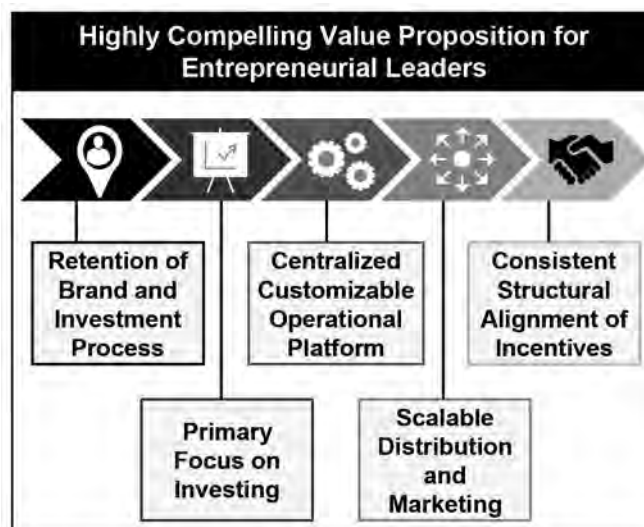 Highly Compelling Value Proposition for
Entrepreneurial Leaders
Retention of
Brand and
Investment
Process
Primary
Focus on
Investing
Centralized
Customizable
Operational
Platform
Scalable
Distribution
and
Marketing
Consistent
Structural
Alignment of
Incentives